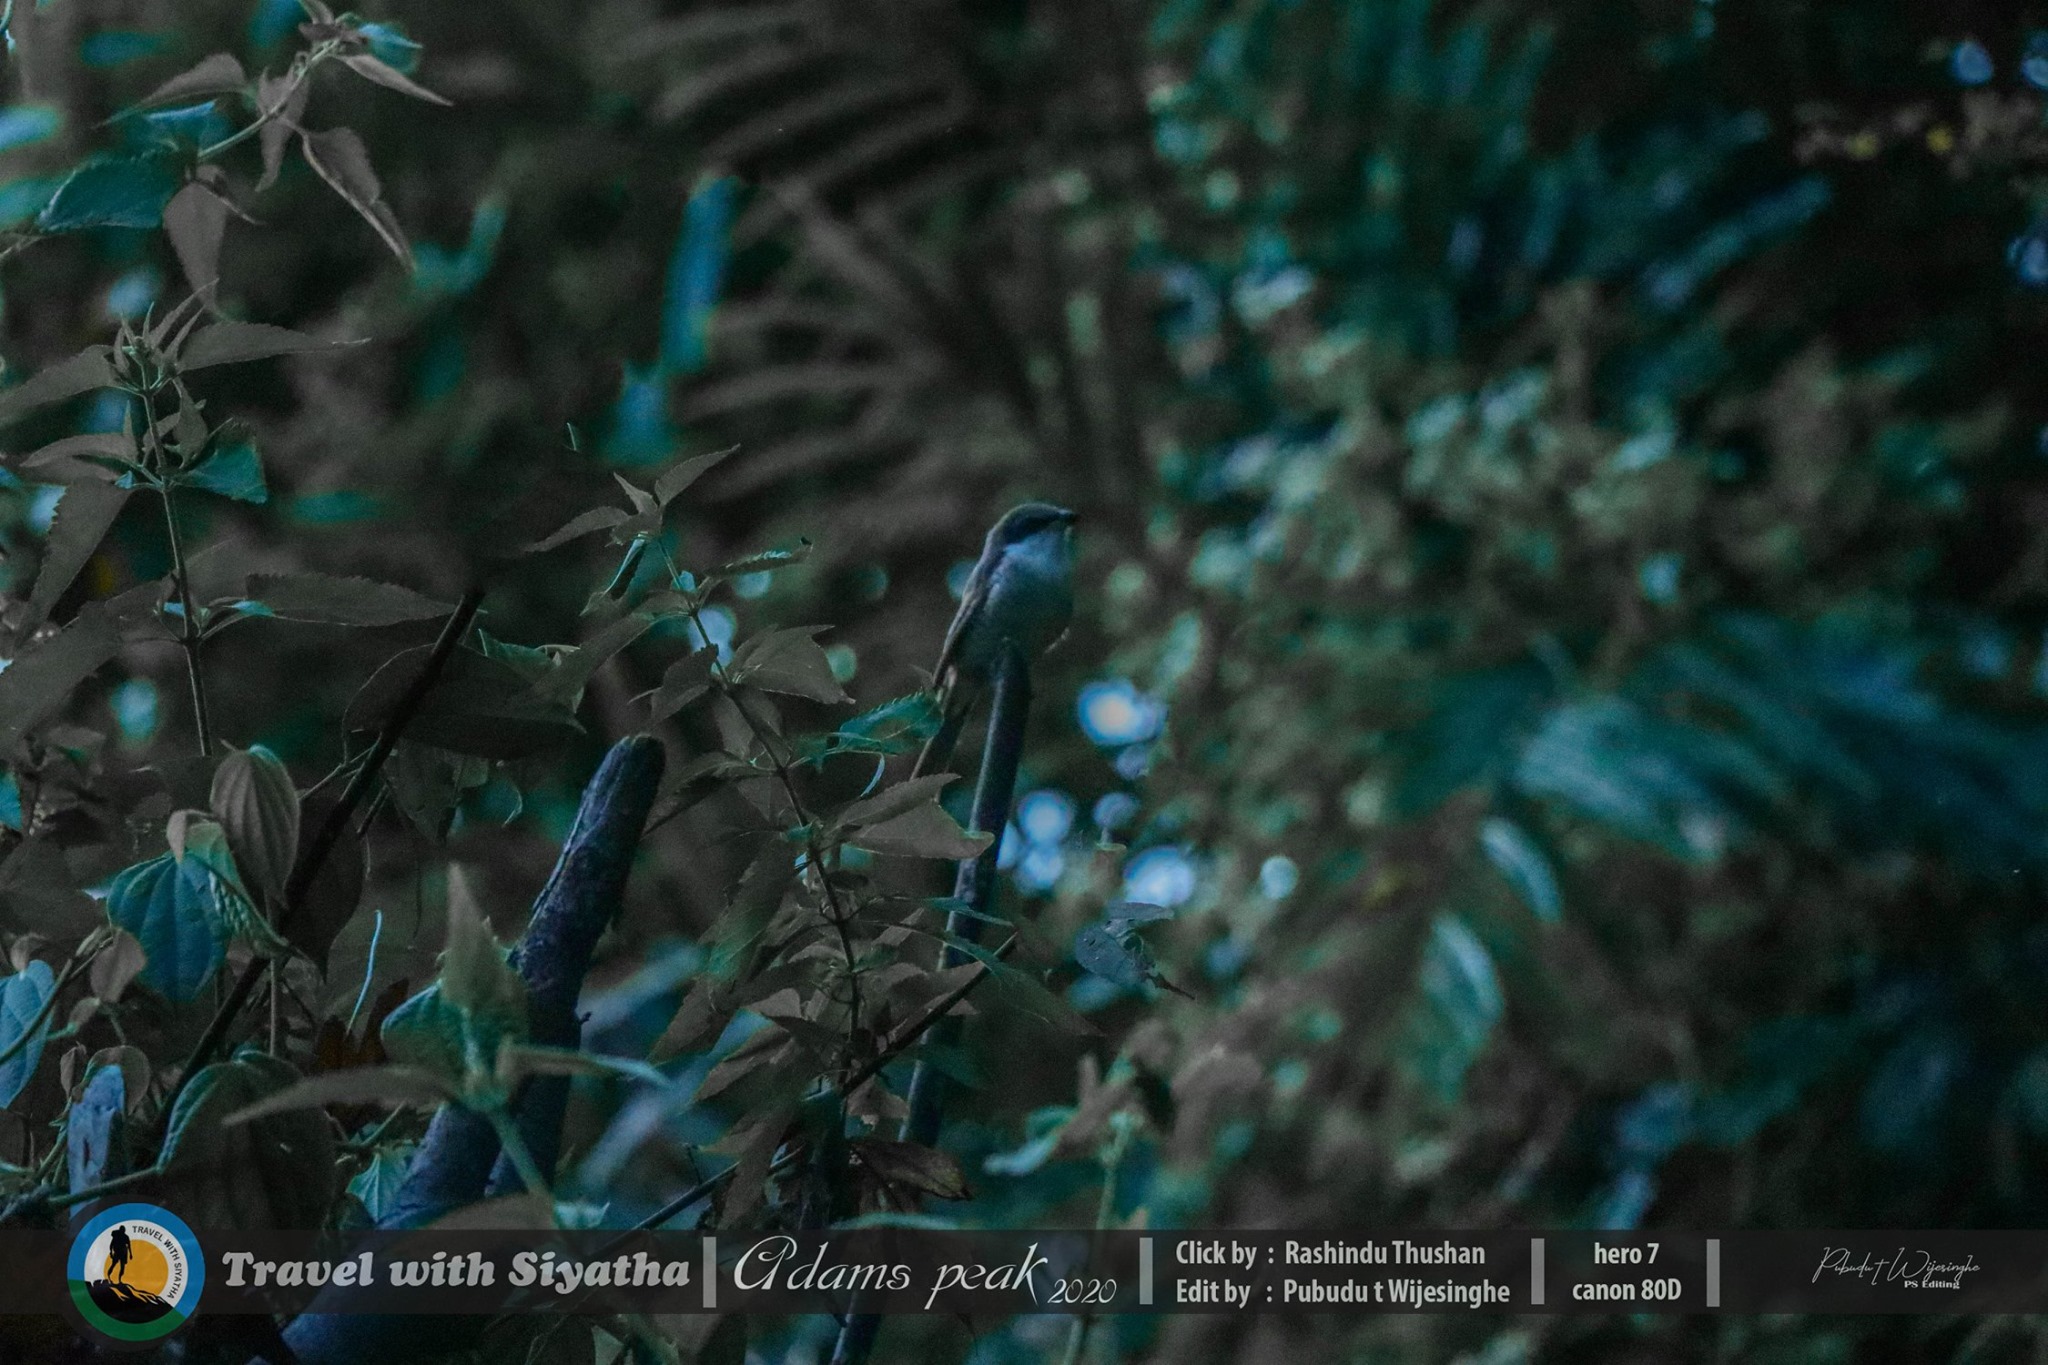 TRAVEL WITH SIYATHA
Travel with Siyatha
Adams peak 2020
Click by : Rashindu Thushan
Edit by : Pubudu t Wijesinghe
hero 7
canon 80D
Pubudu t Wijesinghe
PS Editing